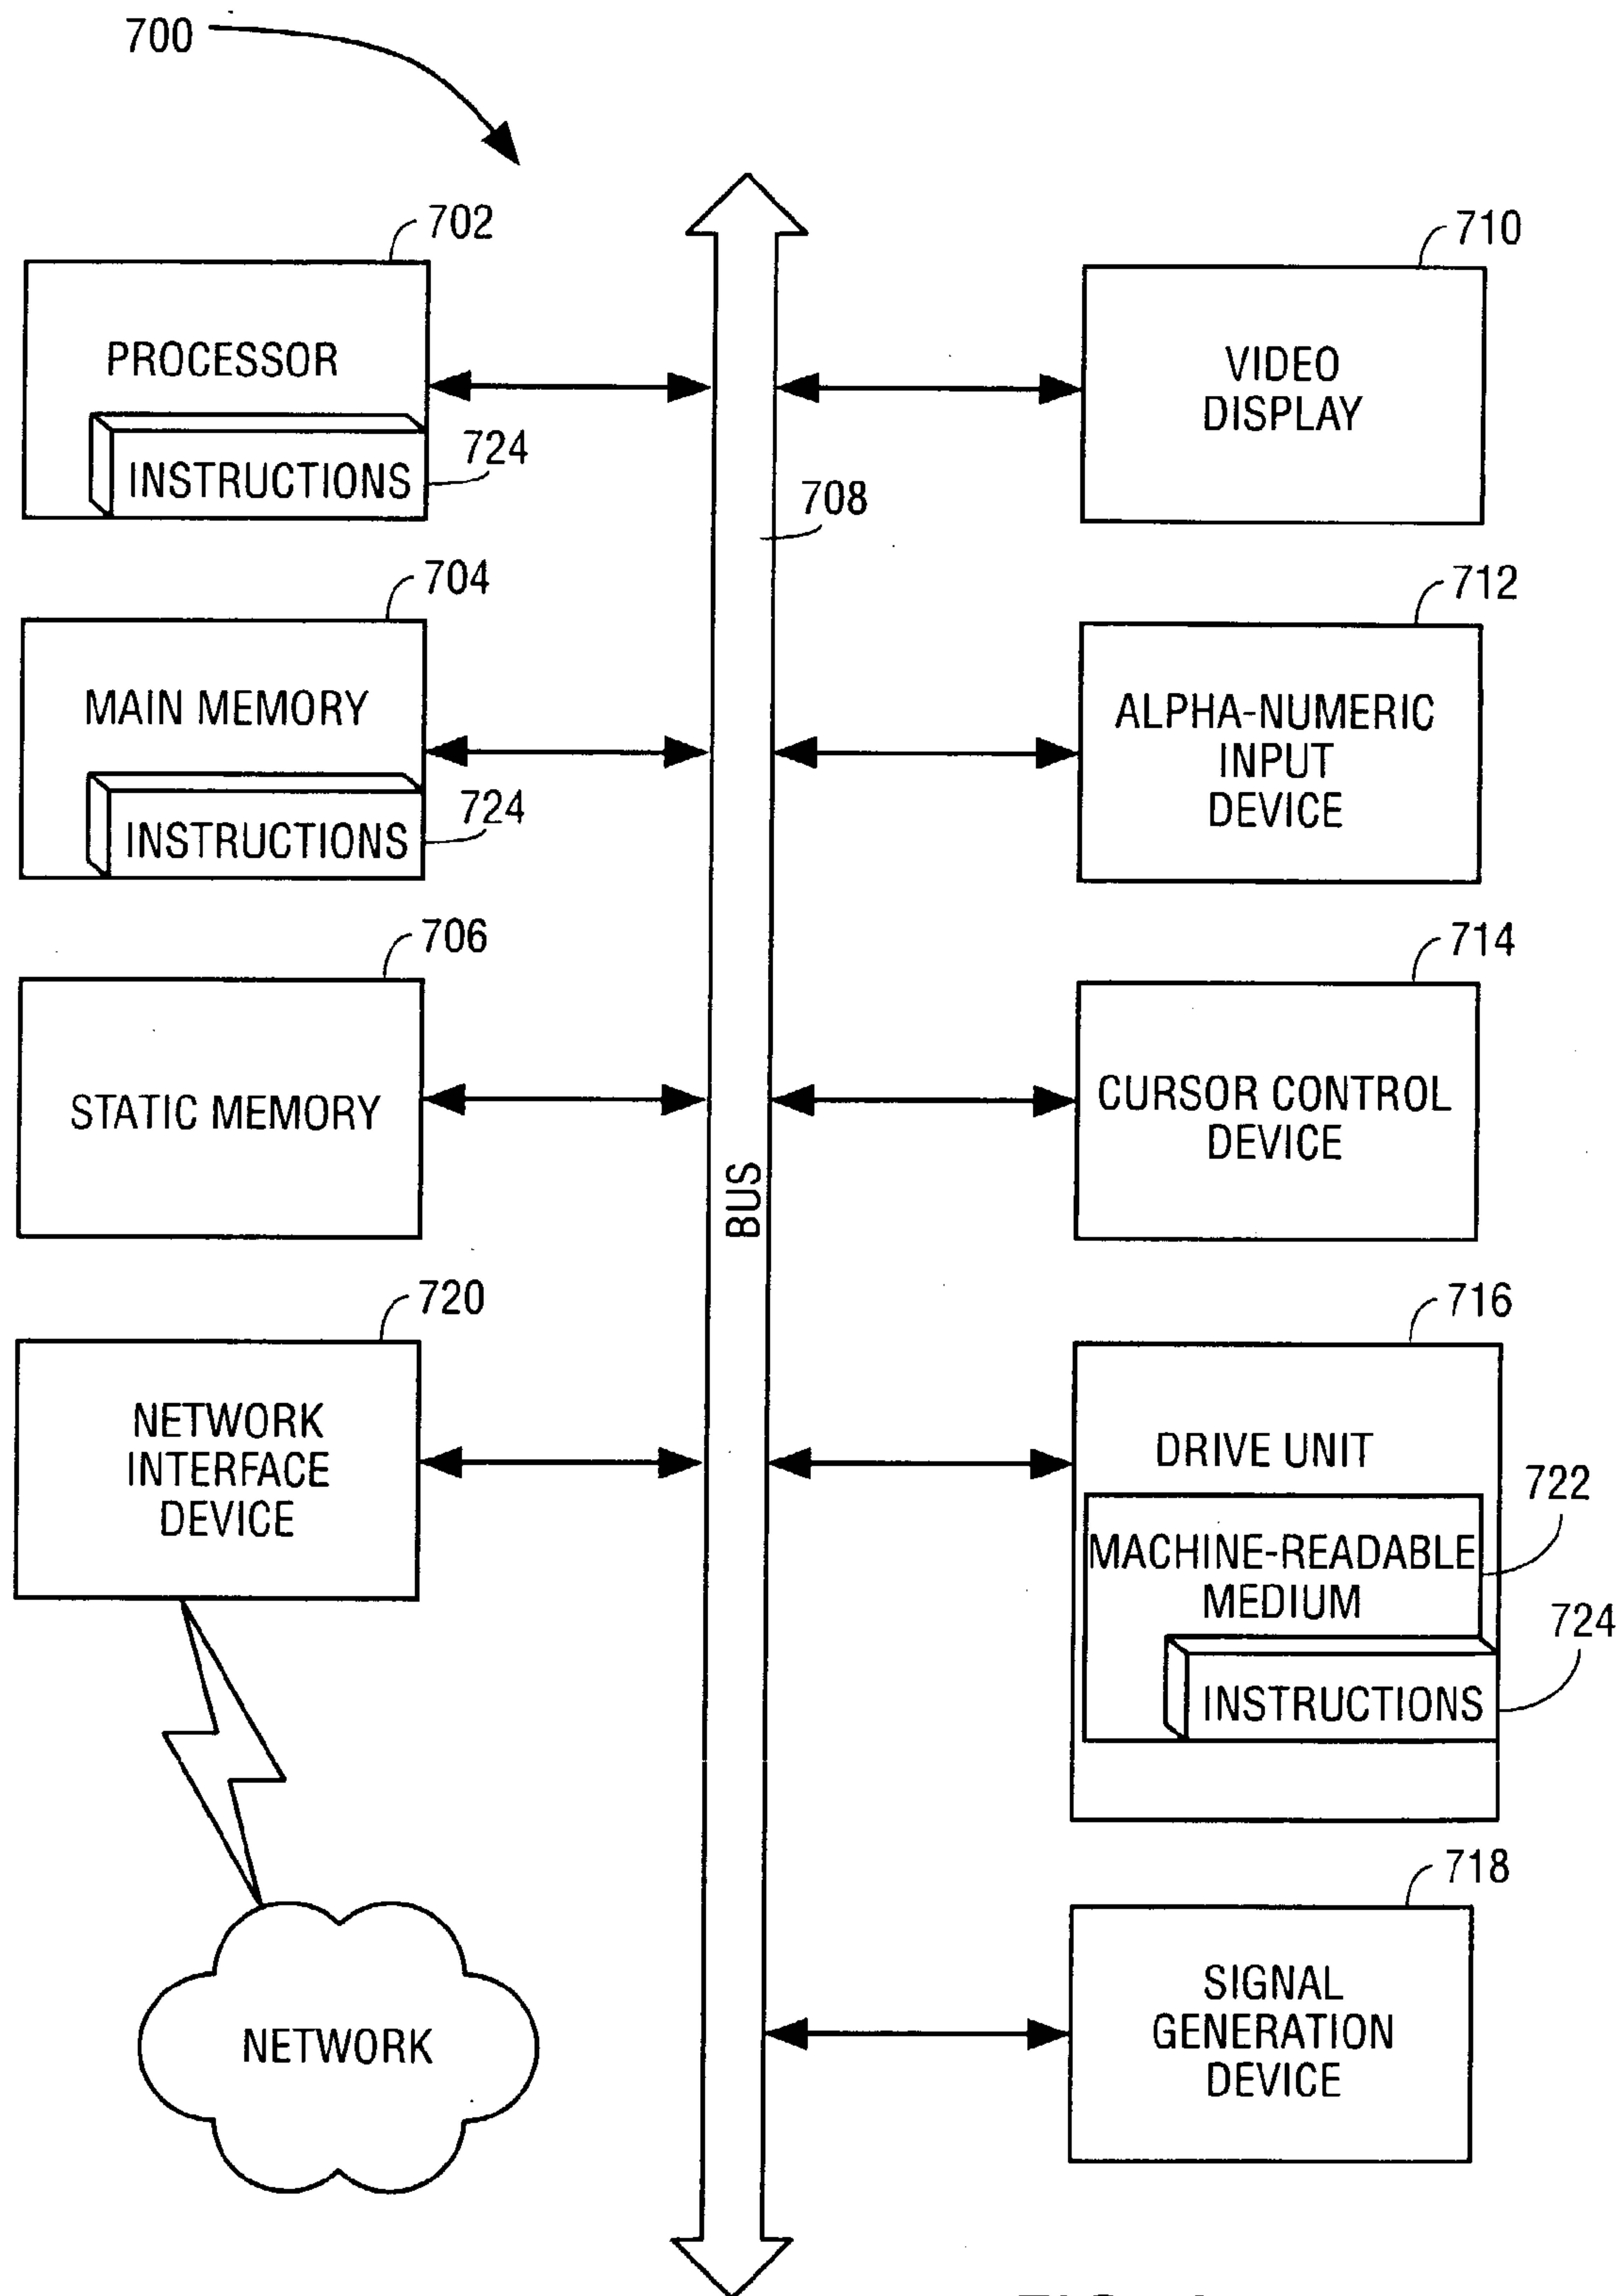 700
702
PROCESSOR
INSTRUCTIONS
724
704
MAIN MEMORY
INSTRUCTIONS
724
706
STATIC MEMORY
720
NETWORK
INTERFACE
DEVICE
NETWORK
708
BUS
710
VIDEO
DISPLAY
712
ALPHA-NUMERIC
INPUT
DEVICE
714
CURSOR CONTROL
DEVICE
716
DRIVE UNIT
722
MACHINE-READABLE
MEDIUM
724
INSTRUCTIONS
718
SIGNAL
GENERATION
DEVICE